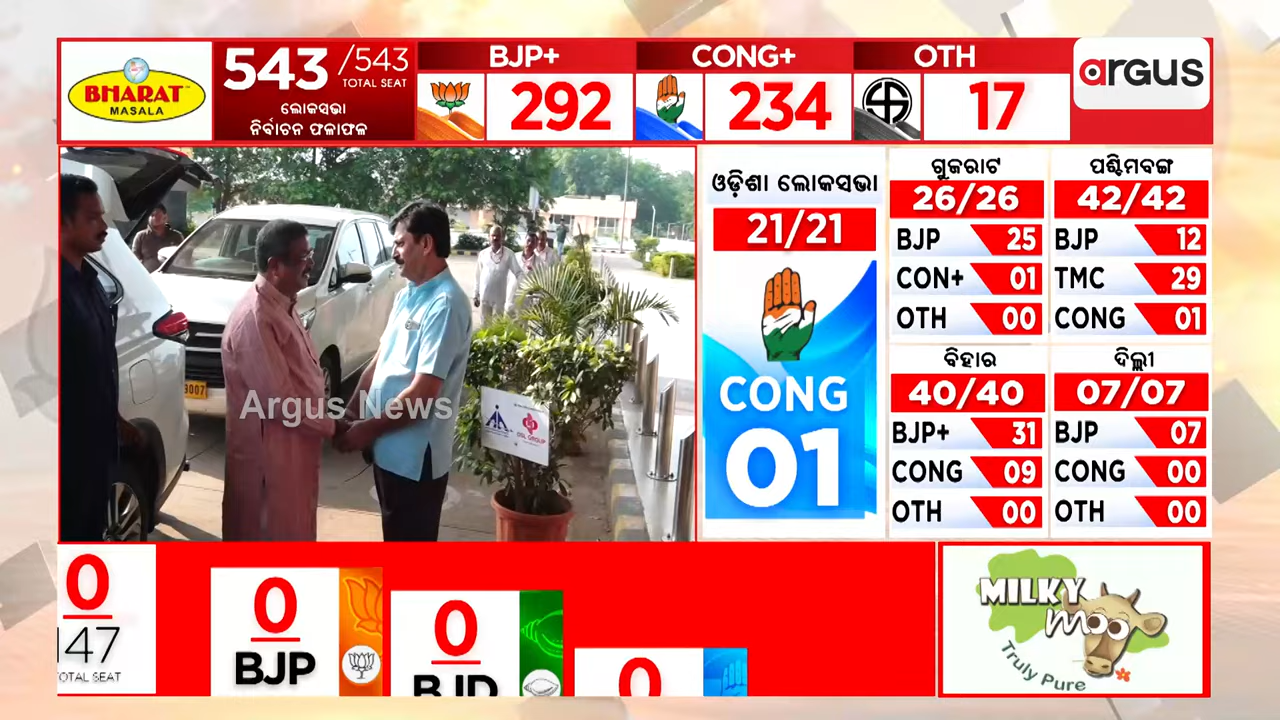 BHARAT
MASALA
543 /543
TOTAL SEAT
ଲୋକସଭା
ନିର୍ବାଚନ ଫଳାଫଳ
BJP+
292
CONG+
234
OTH
17
argus
Argus News
3007
DSL GROUP
ଓଡ଼ିଶା ଲୋକସଭା
21/21
CONG
01
ଗୁଜରାଟ
26/26
BJP 25
CON+ 01
OTH 00
ପଶ୍ଚିମବଙ୍ଗ
42/42
BJP 12
TMC 29
CONG 01
ବିହାର
40/40
BJP+ 31
CONG 09
OTH 00
ଦିଲ୍ଲୀ
07/07
BJP 07
CONG 00
OTH 00
0
147
TOTAL SEAT
0
BJP
0
BJD
0
MILKY
moo
Truly Pure